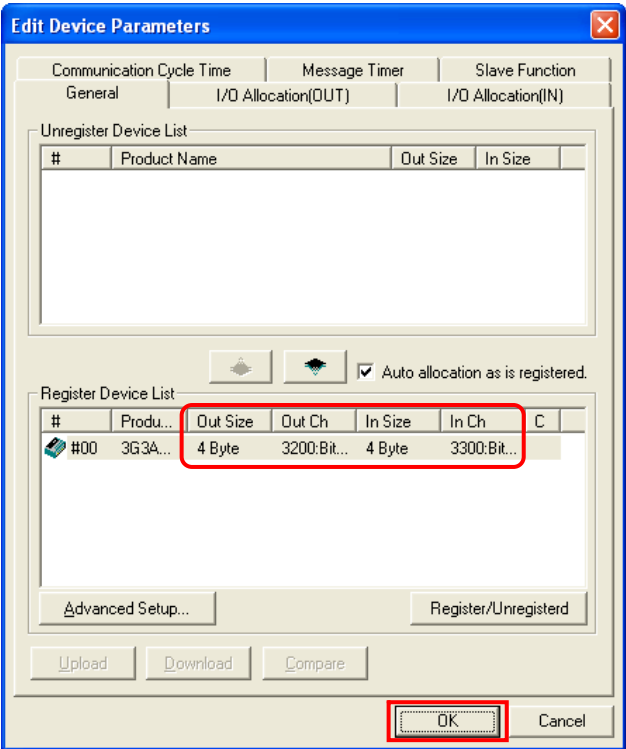 Edit Device Parameters
Communication Cycle Time Message Timer Slave Function
General I/O Allocation(OUT) I/O Allocation(IN)
Unregister Device List
# Product Name Out Size In Size
Auto allocation as is registered.
Register Device List
# Produ... Out Size Out Ch In Size In Ch C
#00 3G3A... 4 Byte 3200:Bit... 4 Byte 3300:Bit...
Advanced Setup... Register/Unregisterd
Upload Download Compare
OK Cancel